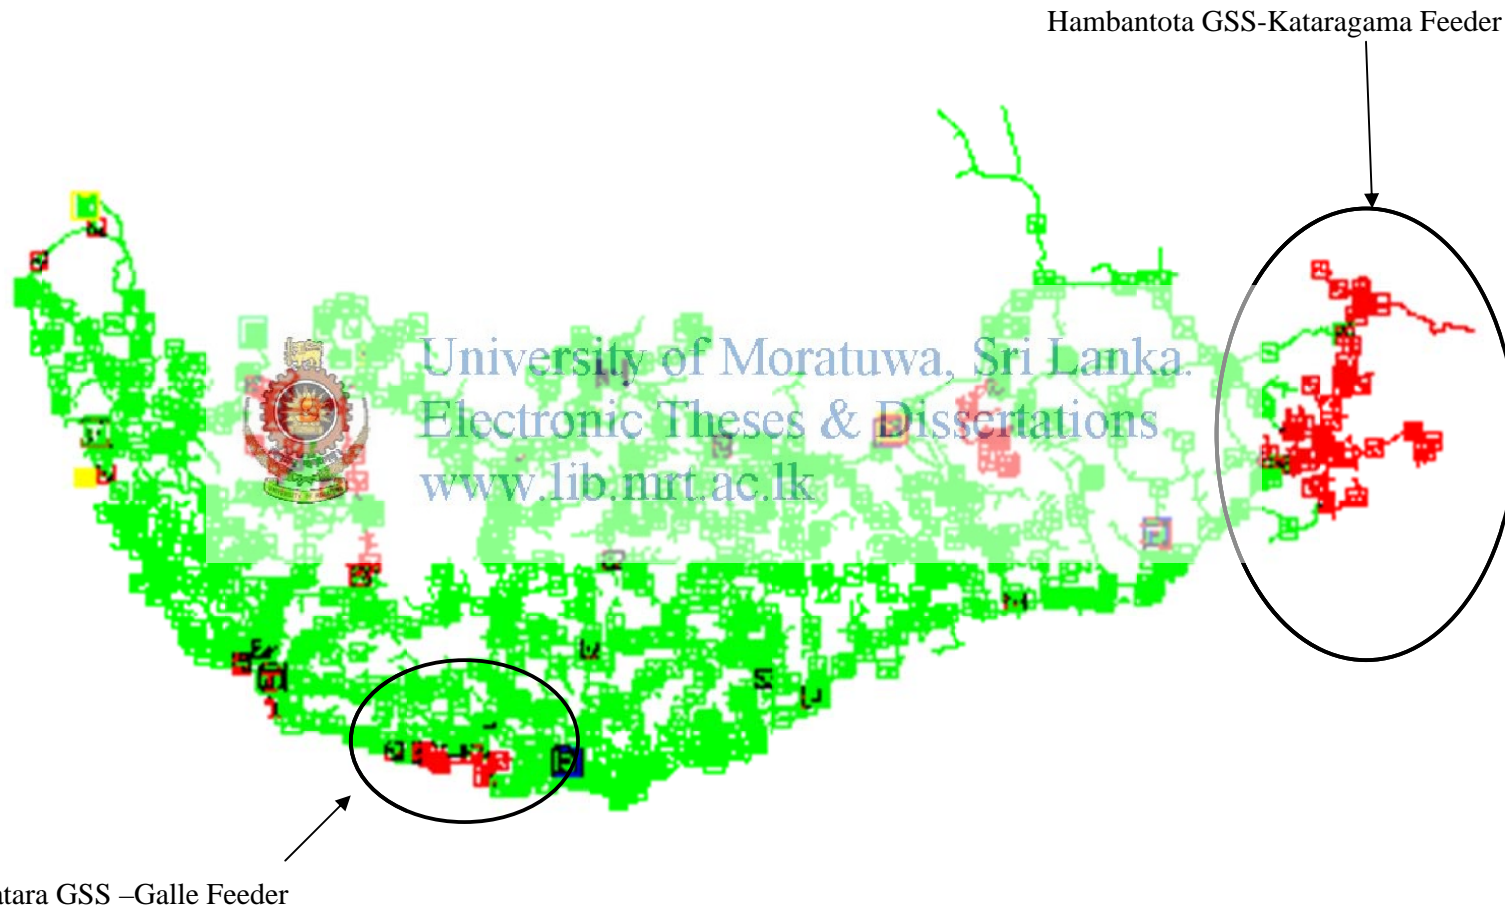 Hambantota GSS-Kataragama Feeder
University of Moratuwa, Sri Lanka.
Electronic Theses & Dissertations
www.lib.mrt.ac.lk
atara GSS –Galle Feeder